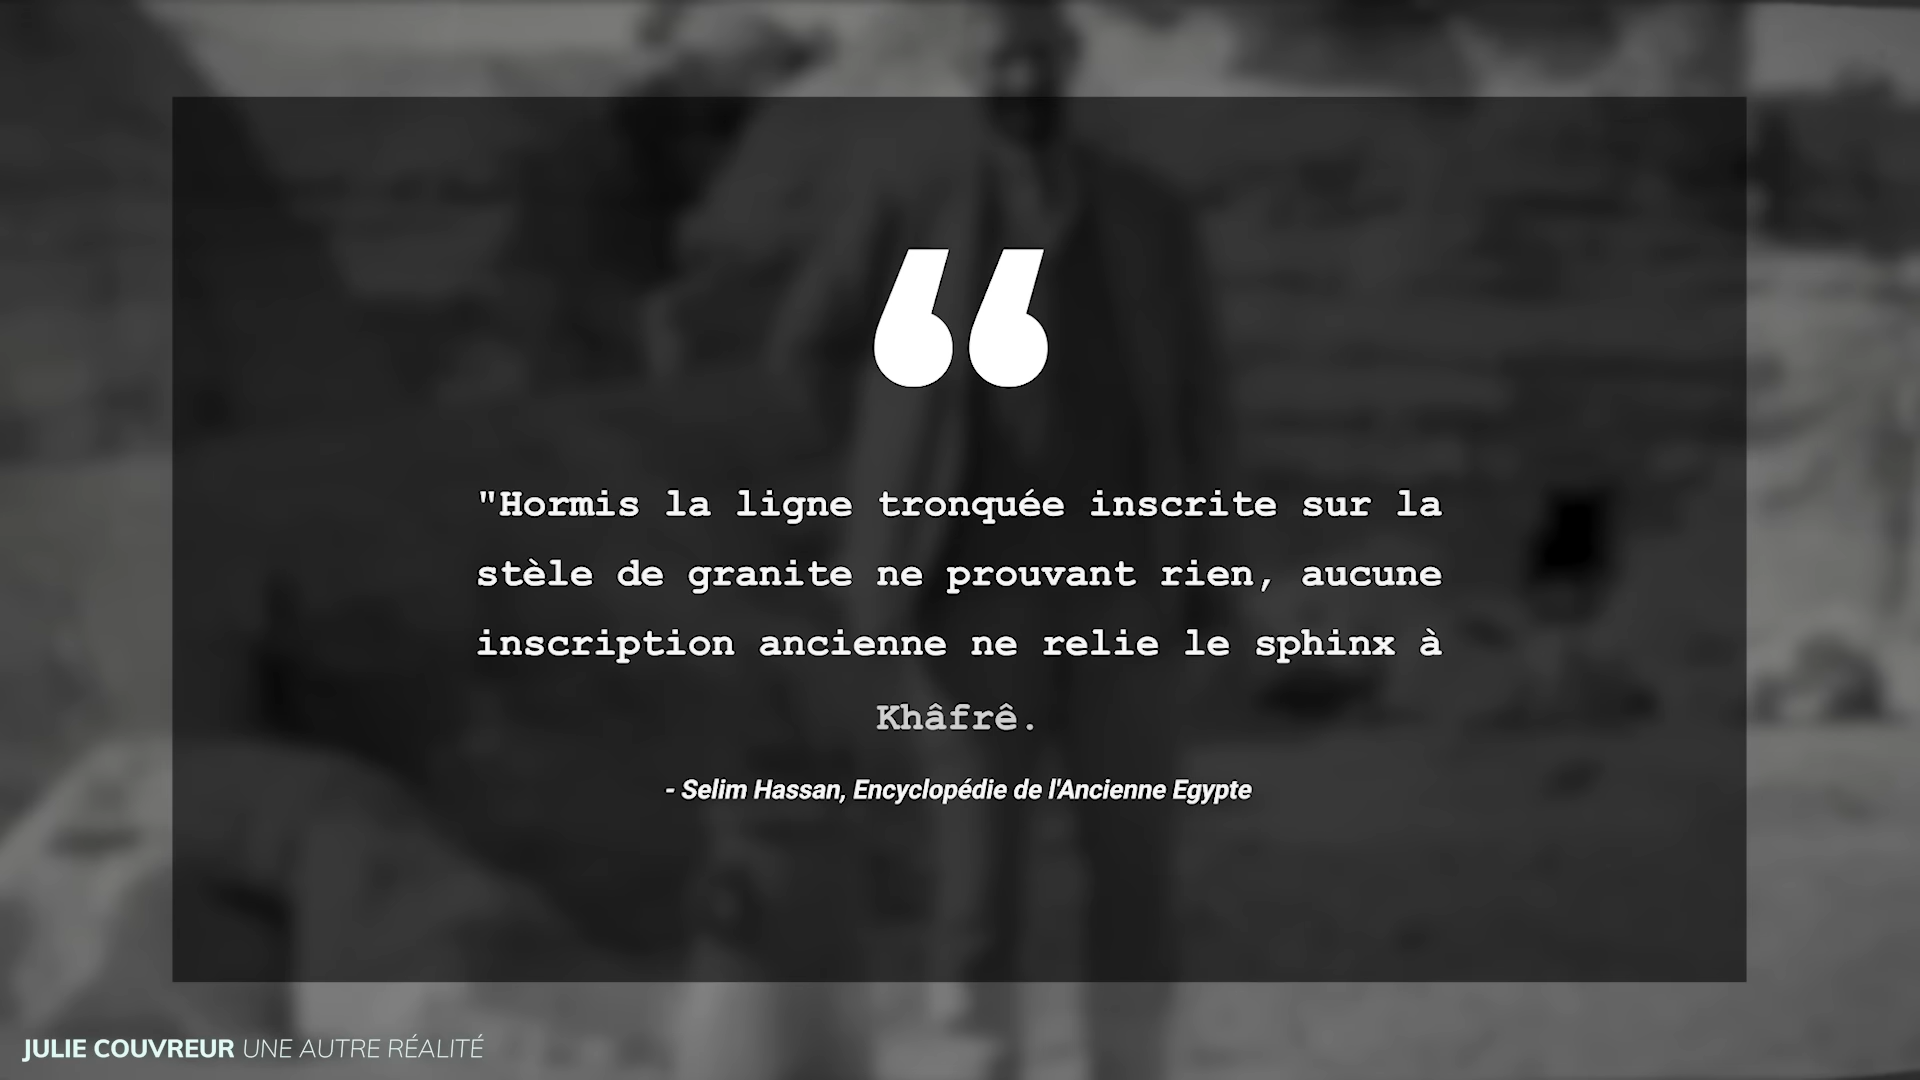 "Hormis la ligne tronquée inscrite sur la
stèle de granite ne prouvant rien, aucune
inscription ancienne ne relie le sphinx à
Khâfrê.
- Selim Hassan, Encyclopédie de l'Ancienne Egypte
JULIE COUVREUR UNE AUTRE RÉALITÉ